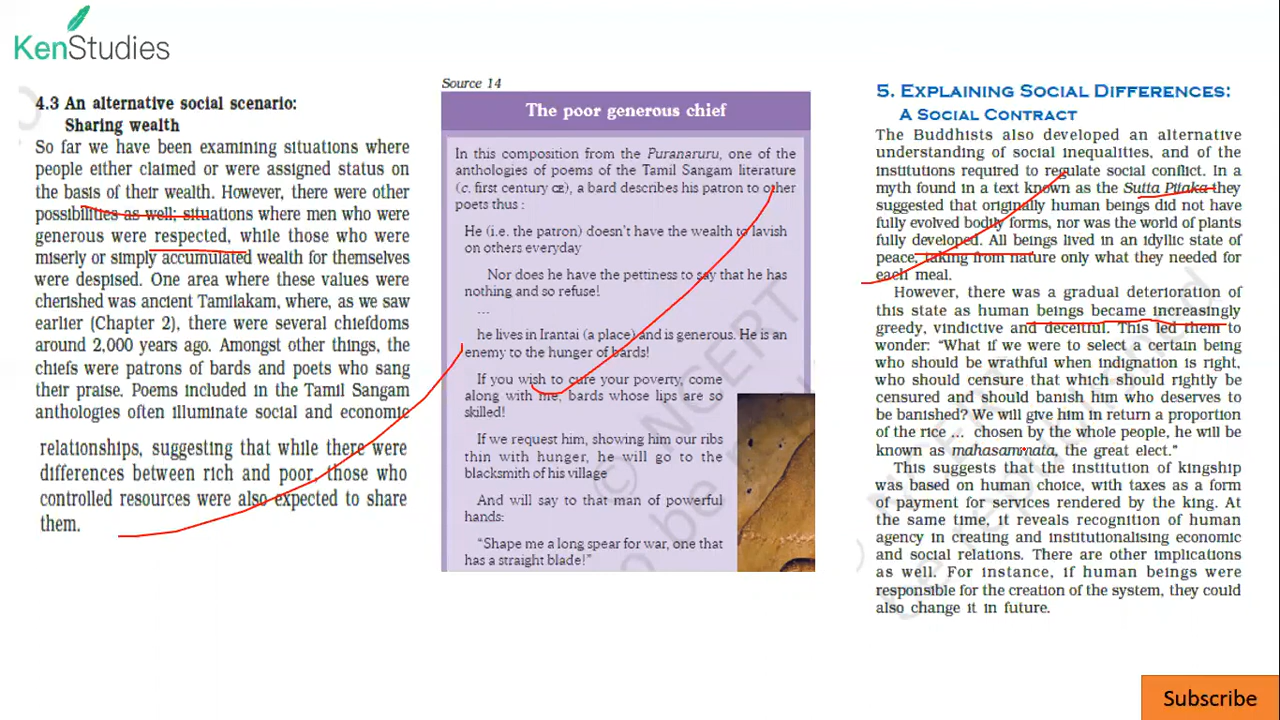 KenStudies
4.3 An alternative social scenario:
Sharing wealth
So far we have been examining situations where
people either claimed or were assigned status on
the basis of their wealth. However, there were other
possibilities as well; situations where men who were
generous were respected, while those who were
miserly or simply accumulated wealth for themselves
were despised. One area where these values were
cherished was ancient Tamilakam, where, as we saw
earlier (Chapter 2), there were several chiefdoms
around 2,000 years ago. Amongst other things, the
chiefs were patrons of bards and poets who sang
their praise. Poems included in the Tamil Sangam
anthologies often illuminate social and economic
relationships, suggesting that while there were
differences between rich and poor, those who
controlled resources were also expected to share
them.
Source 14
The poor generous chief
In this composition from the Puranaruru, one of the
anthologies of poems of the Tamil Sangam literature
(c. first century CE), a bard describes his patron to other
poets thus :
He (i.e. the patron) doesn't have the wealth to lavish
on others everyday
Nor does he have the pettiness to say that he has
nothing and so refuse!
…
he lives in Irantai (a place) and is generous. He is an
enemy to the hunger of bards!
If you wish to cure your poverty, come
along with me, bards whose lips are so
skilled!
If we request him, showing him our ribs
thin with hunger, he will go to the
blacksmith of his village
And will say to that man of powerful
hands:
“Shape me a long spear for war, one that
has a straight blade!”
© NCERT
5. EXPLAINING SOCIAL DIFFERENCES:
A SOCIAL CONTRACT
The Buddhists also developed an alternative
understanding of social inequalities, and of the
institutions required to regulate social conflict. In a
myth found in a text known as the Sutta Pitaka they
suggested that originally human beings did not have
fully evolved bodily forms, nor was the world of plants
fully developed. All beings lived in an idyllic state of
peace, taking from nature only what they needed for
each meal.
However, there was a gradual deterioration of
this state as human beings became increasingly
greedy, vindictive and deceitful. This led them to
wonder: “What if we were to select a certain being
who should be wrathful when indignation is right,
who should censure that which should rightly be
censured and should banish him who deserves to
be banished? We will give him in return a proportion
of the rice … chosen by the whole people, he will be
known as mahasammata, the great elect.”
This suggests that the institution of kingship
was based on human choice, with taxes as a form
of payment for services rendered by the king. At
the same time, it reveals recognition of human
agency in creating and institutionalising economic
and social relations. There are other implications
as well. For instance, if human beings were
responsible for the creation of the system, they could
also change it in future.
Subscribe